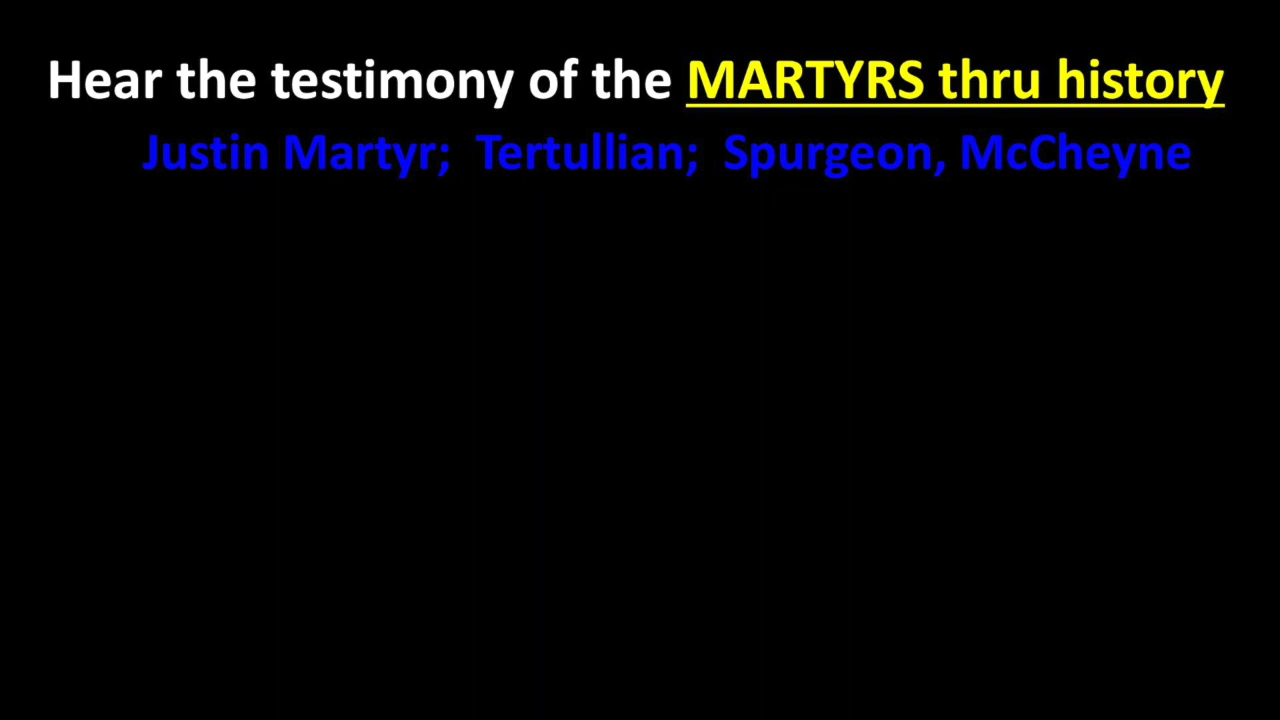 Hear the testimony of the MARTYRS thru history
Justin Martyr; Tertullian; Spurgeon, McCheyne